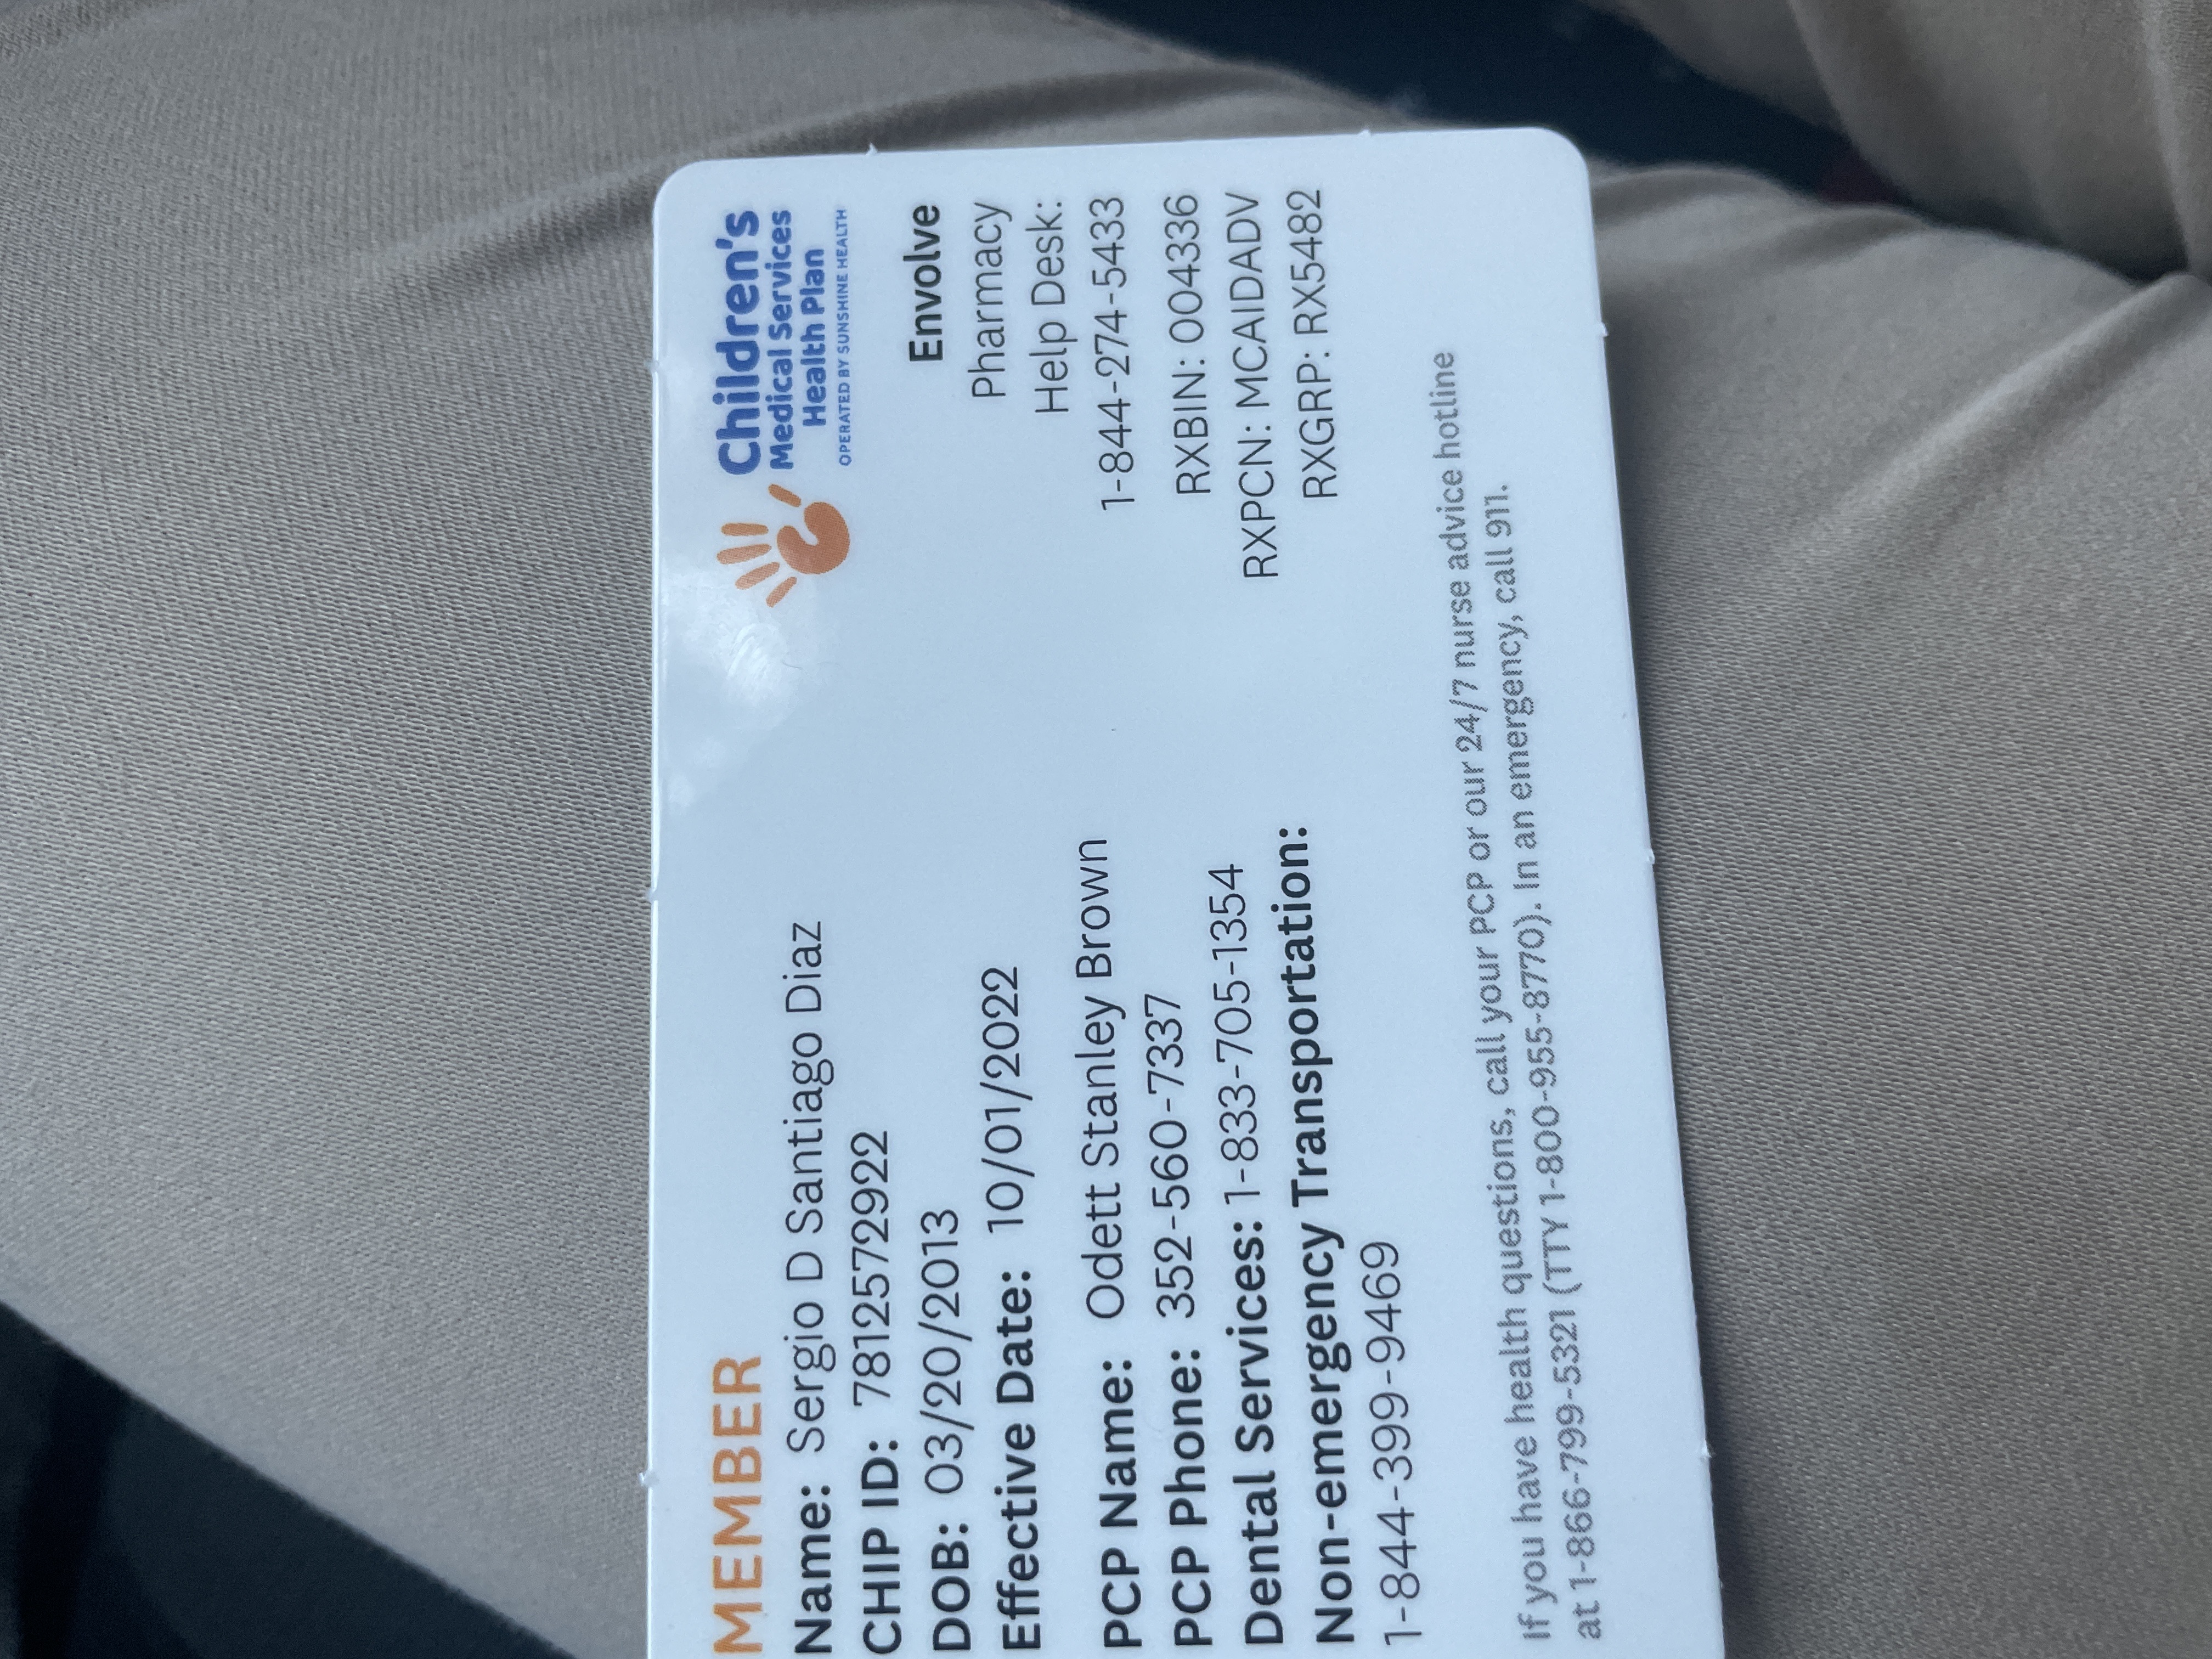 MEMBER
Name: Sergio D Santiago Diaz
CHIP ID: 7812572922
DOB: 03/20/2013
Effective Date: 10/01/2022
PCP Name: Odett Stanley Brown
PCP Phone: 352-560-7337
Dental Services: 1-833-705-1354
Non-emergency Transportation:
1-844-399-9469
Children's
Medical Services
Health Plan
OPERATED BY SUNSHINE HEALTH
Envolve
Pharmacy
Help Desk:
1-844-274-5433
RXBIN: 004336
RXPCN: MCAIDADV
RXGRP: RX5482
If you have health questions, call your PCP or our 24/7 nurse advice hotline
at 1-866-799-5321 (TTY 1-800-955-8770). In an emergency, call 911.